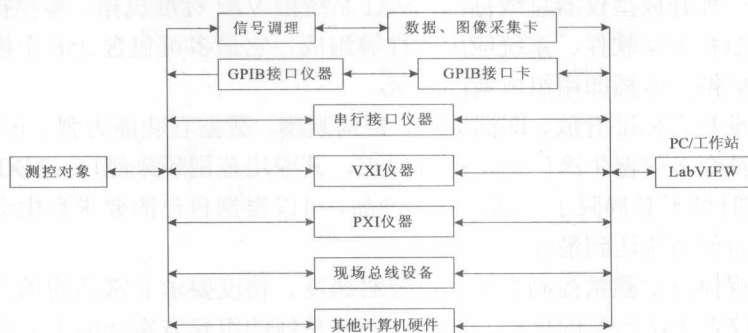 信号调理
数据、图像采集卡
GPIB接口仪器
GPIB接口卡
串行接口仪器
PC/工作站
测控对象
VXI仪器
LabVIEW
PXI仪器
现场总线设备
其他计算机硬件